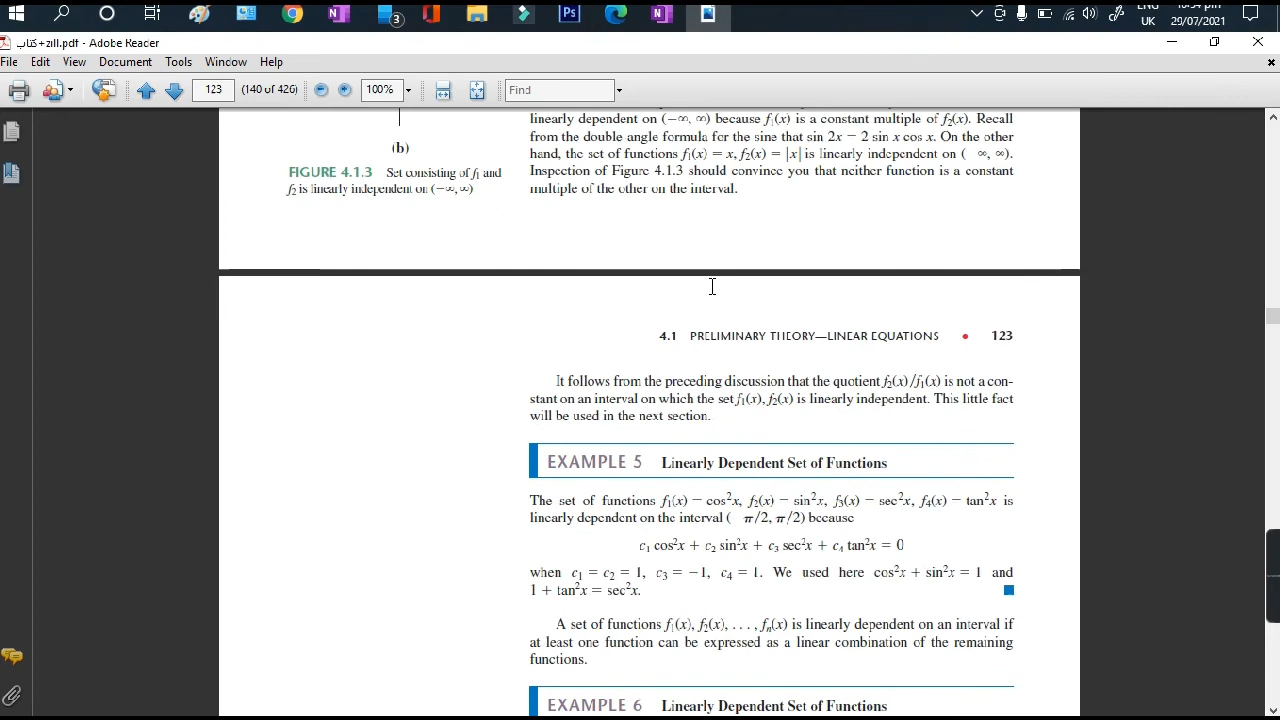 ENG
UK
29/07/2021
3
كتاب+zill.pdf - Adobe Reader
File Edit View Document Tools Window Help
123 (140 of 426) 100% Find
(b)
FIGURE 4.1.3 Set consisting of f1 and
f2 is linearly independent on (−∞, ∞)
linearly dependent on (−∞, ∞) because f1(x) is a constant multiple of f2(x). Recall
from the double-angle formula for the sine that sin 2x − 2 sin x cos x. On the other
hand, the set of functions f1(x) = x, f2(x) = |x| is linearly independent on ( ∞, ∞).
Inspection of Figure 4.1.3 should convince you that neither function is a constant
multiple of the other on the interval.
4.1 PRELIMINARY THEORY—LINEAR EQUATIONS ● 123
It follows from the preceding discussion that the quotient f2(x)/f1(x) is not a con-
stant on an interval on which the set f1(x), f2(x) is linearly independent. This little fact
will be used in the next section.
EXAMPLE 5 Linearly Dependent Set of Functions
The set of functions f1(x) − cos²x, f2(x) − sin²x, f3(x) − sec²x, f4(x) − tan²x is
linearly dependent on the interval ( π/2, π/2) because
c1 cos²x + c2 sin²x + c3 sec²x + c4 tan²x = 0
when c1 = c2 = 1, c3 = −1, c4 = 1. We used here cos²x + sin²x = 1 and
1 + tan²x = sec²x.
A set of functions f1(x), f2(x), . . . , fn(x) is linearly dependent on an interval if
at least one function can be expressed as a linear combination of the remaining
functions.
EXAMPLE 6 Linearly Dependent Set of Functions